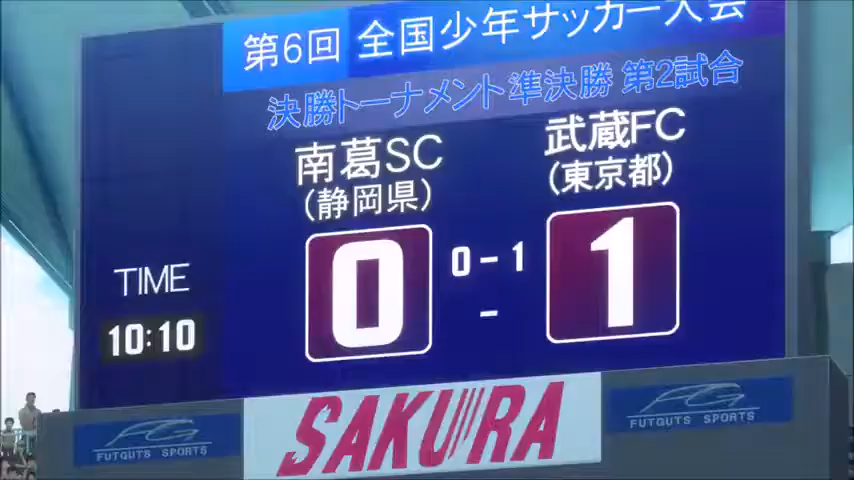 第6回 全国少年サッカー大会
決勝トーナメント 準決勝 第2試合
南葛SC
(静岡県)
武蔵FC
(東京都)
0
0 - 1
-
1
TIME
10:10
FUTGUTS SPORTS
SAKURA
FUTGUTS SPORTS